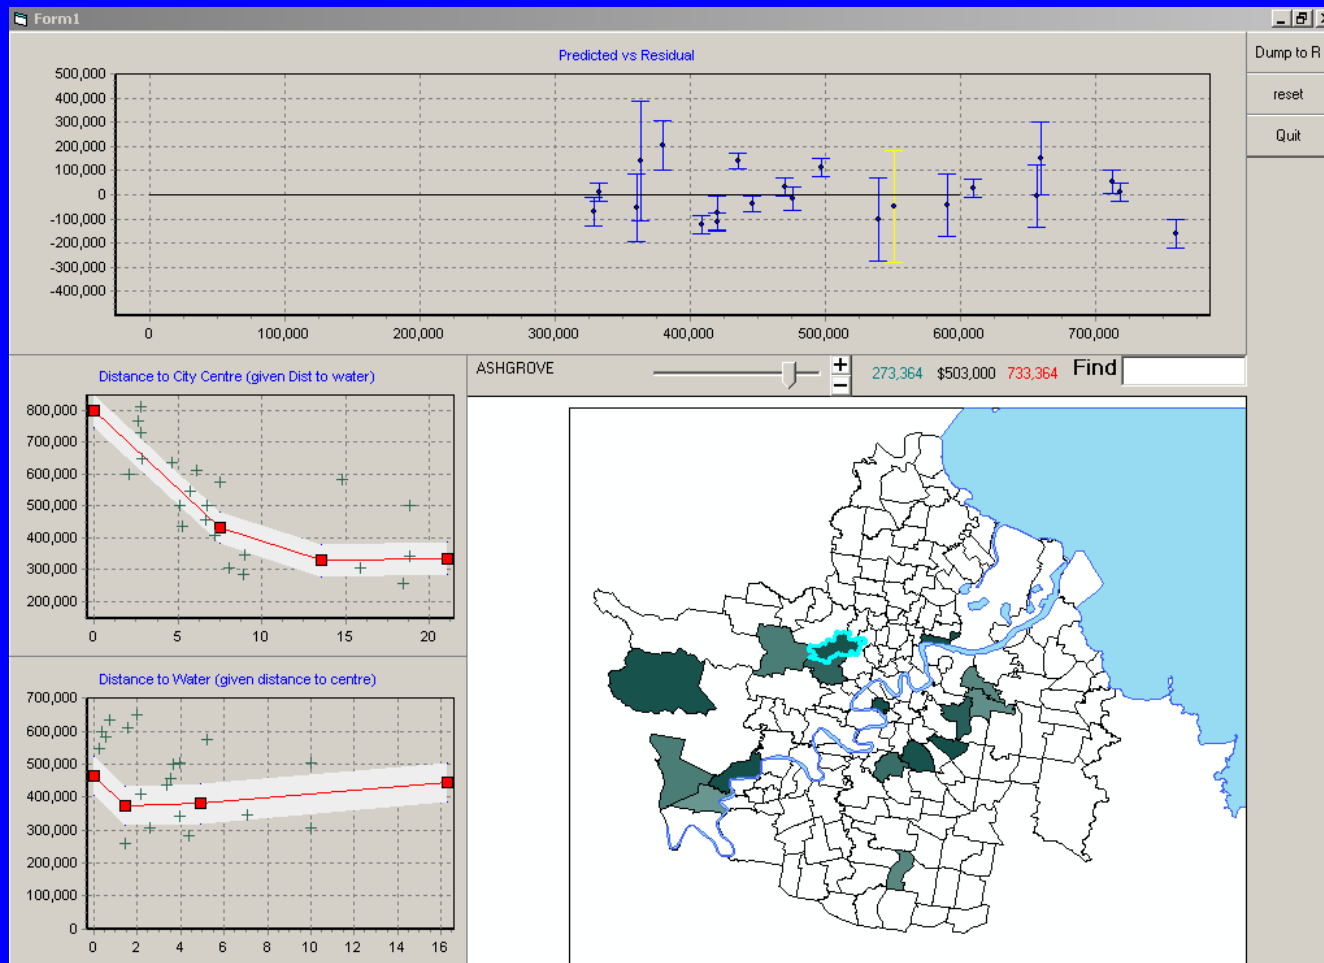 Form1
Predicted vs Residual
Dump to R
reset
Quit
500,000
400,000
300,000
200,000
100,000
0
-100,000
-200,000
-300,000
-400,000
0 100,000 200,000 300,000 400,000 500,000 600,000 700,000
ASHGROVE + - 273,364 $503,000 733,364 Find
Distance to City Centre (given Dist to water)
800,000
700,000
600,000
500,000
400,000
300,000
200,000
0 5 10 15 20
Distance to Water (given distance to centre)
700,000
600,000
500,000
400,000
300,000
200,000
100,000
0
0 2 4 6 8 10 12 14 16